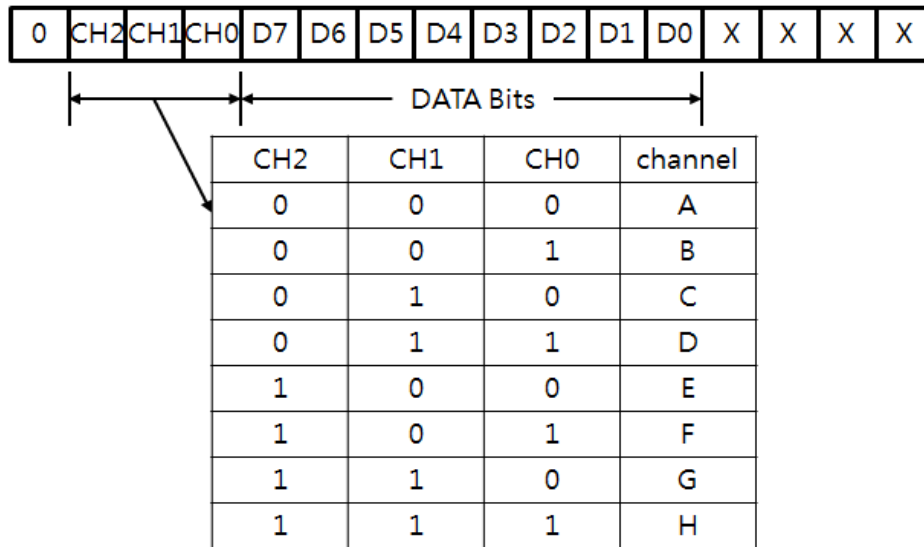 0 CH2 CH1 CH0 D7 D6 D5 D4 D3 D2 D1 D0 X X X X
DATA Bits
CH2 CH1 CH0 channel
0 0 0 A
0 0 1 B
0 1 0 C
0 1 1 D
1 0 0 E
1 0 1 F
1 1 0 G
1 1 1 H